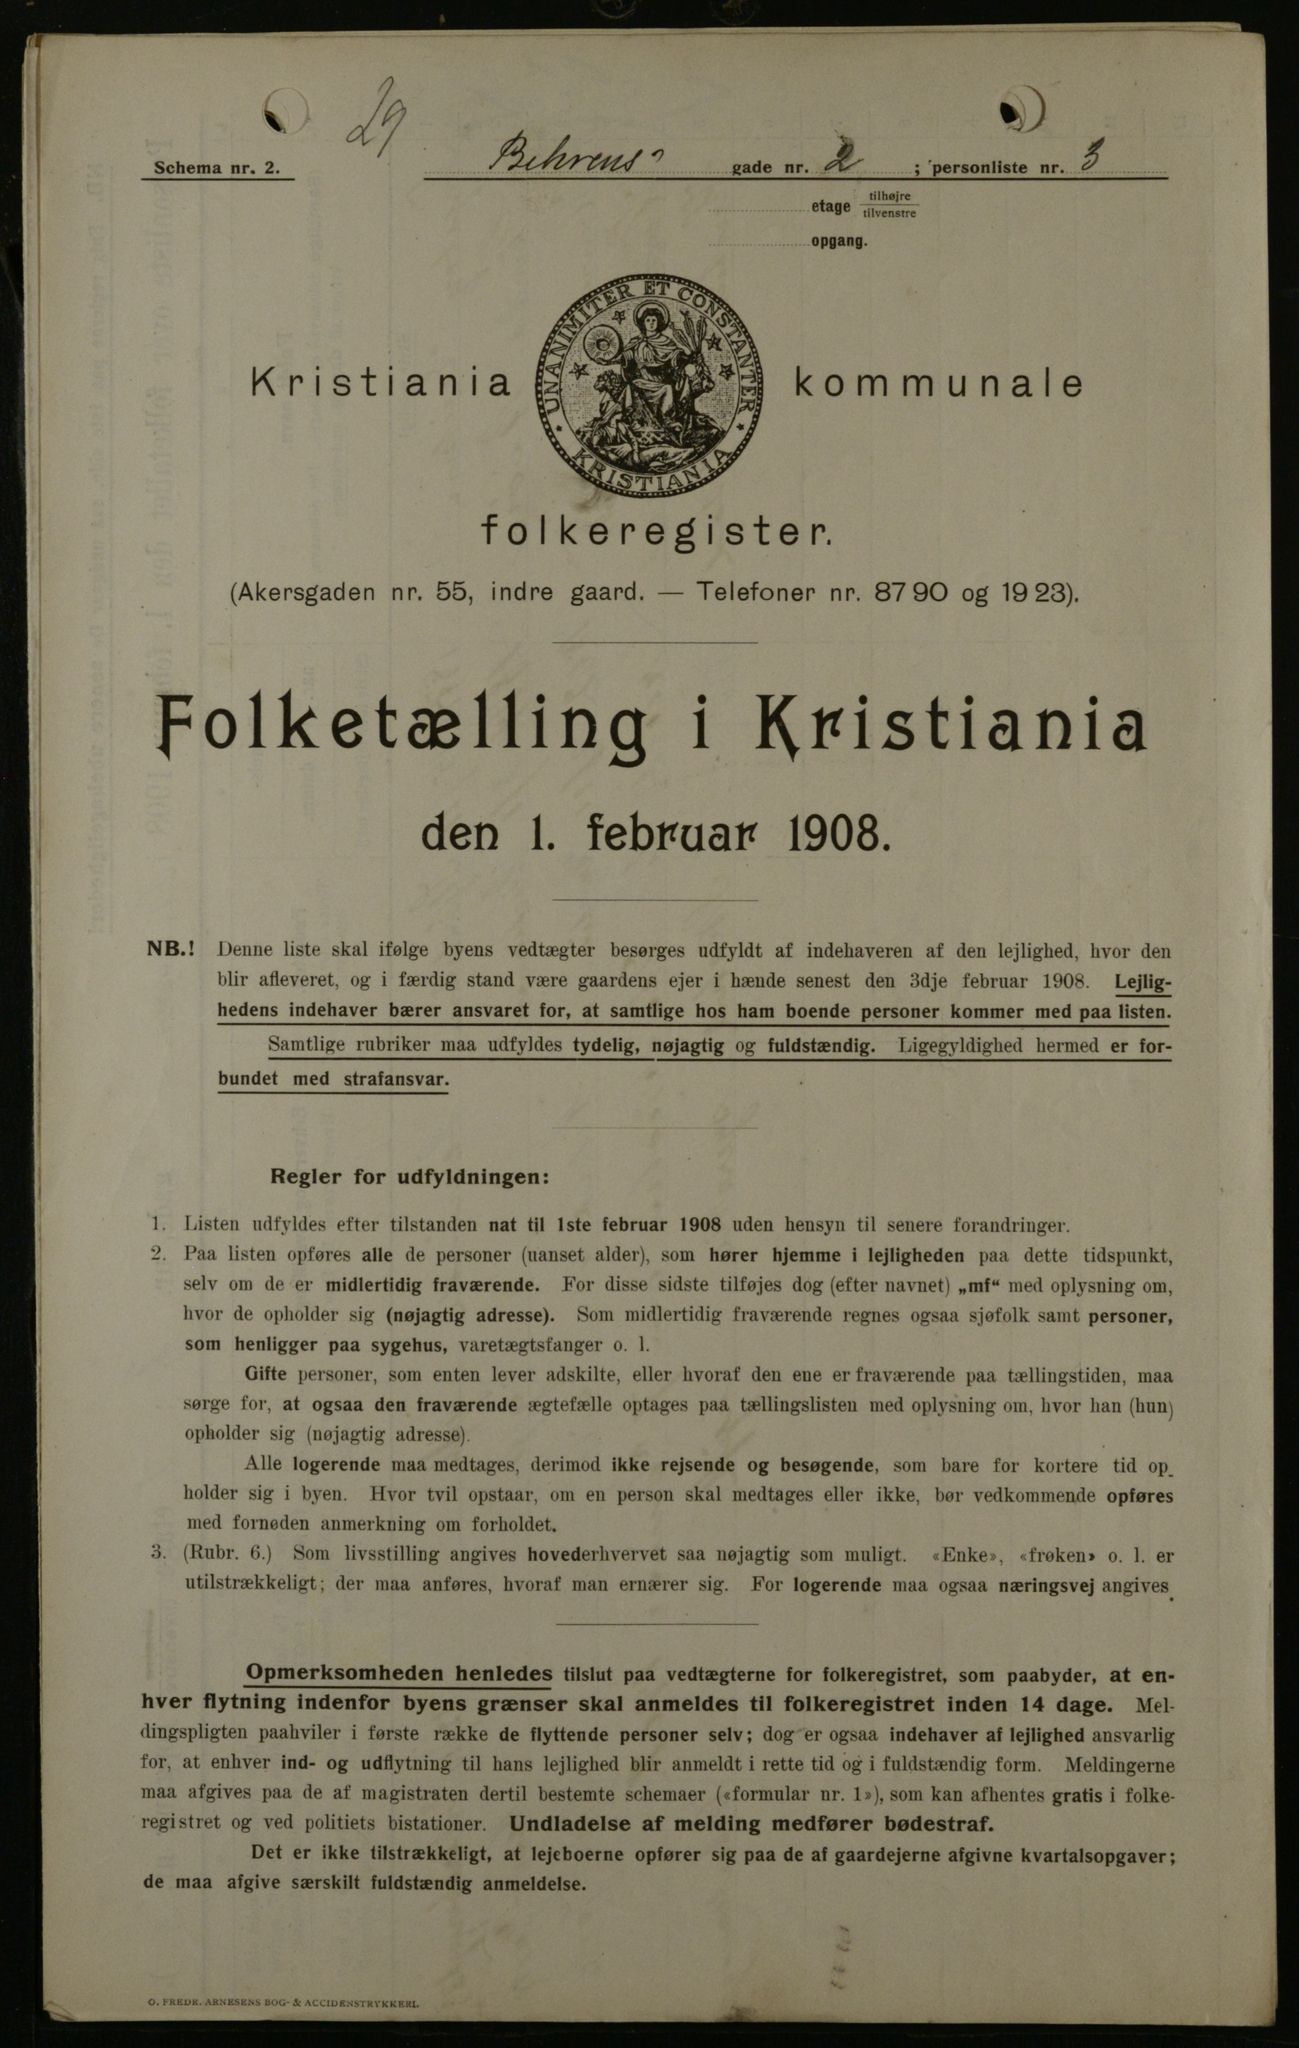 29
Schema nr. 2.
Behrens' gade nr. 2 ; personliste nr. 3
etage tilhøjre
tilvenstre
opgang.
UNANIMITER ET CONSTANTER
KRISTIANIA
Kristiania kommunale
folkeregister.
(Akersgaden nr. 55, indre gaard. — Telefoner nr. 87 90 og 19 23).
Folketælling i Kristiania
den 1. februar 1908.
NB.! Denne liste skal ifølge byens vedtægter besørges udfyldt af indehaveren af den lejlighed, hvor den
blir afleveret, og i færdig stand være gaardens ejer i hænde senest den 3dje februar 1908. Lejlig-
hedens indehaver bærer ansvaret for, at samtlige hos ham boende personer kommer med paa listen.
Samtlige rubriker maa udfyldes tydelig, nøjagtig og fuldstændig. Ligegyldighed hermed er for-
bundet med strafansvar.
Regler for udfyldningen:
1. Listen udfyldes efter tilstanden nat til 1ste februar 1908 uden hensyn til senere forandringer.
2. Paa listen opføres alle de personer (uanset alder), som hører hjemme i lejligheden paa dette tidspunkt,
selv om de er midlertidig fraværende. For disse sidste tilføjes dog (efter navnet) „mf“ med oplysning om,
hvor de opholder sig (nøjagtig adresse). Som midlertidig fraværende regnes ogsaa sjøfolk samt personer,
som henligger paa sygehus, varetægtsfanger o. l.
Gifte personer, som enten lever adskilte, eller hvoraf den ene er fraværende paa tællingstiden, maa
sørge for, at ogsaa den fraværende ægtefælle optages paa tællingslisten med oplysning om, hvor han (hun)
opholder sig (nøjagtig adresse).
Alle logerende maa medtages, derimod ikke rejsende og besøgende, som bare for kortere tid op-
holder sig i byen. Hvor tvil opstaar, om en person skal medtages eller ikke, bør vedkommende opføres
med fornøden anmerkning om forholdet.
3. (Rubr. 6.) Som livsstilling angives hovederhvervet saa nøjagtig som muligt. «Enke», «frøken» o. l. er
utilstrækkeligt; der maa anføres, hvoraf man ernærer sig. For logerende maa ogsaa næringsvej angives.
Opmerksomheden henledes tilslut paa vedtægterne for folkeregistret, som paabyder, at en-
hver flytning indenfor byens grænser skal anmeldes til folkeregistret inden 14 dage. Mel-
dingspligten paahviler i første række de flyttende personer selv; dog er ogsaa indehaver af lejlighed ansvarlig
for, at enhver ind- og udflytning til hans lejlighed blir anmeldt i rette tid og i fuldstændig form. Meldingerne
maa afgives paa de af magistraten dertil bestemte schemaer («formular nr. 1»), som kan afhentes gratis i folke-
registret og ved politiets bistationer. Undladelse af melding medfører bødestraf.
Det er ikke tilstrækkeligt, at lejeboerne opfører sig paa de af gaardejerne afgivne kvartalsopgaver;
de maa afgive særskilt fuldstændig anmeldelse.
O. FREDR. ARNESENS BOG- & ACCIDENSTRYKKERI.